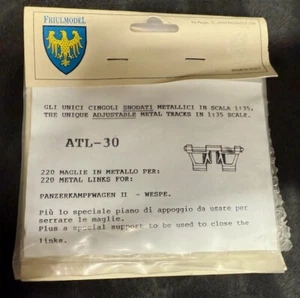 FRIULMODEL
GLI UNICI CINGOLI SNODATI METALLICI IN SCALA 1:35.
THE UNIQUE ADJUSTABLE METAL TRACKS IN 1:35 SCALE.
ATL-30
220 MAGLIE IN METALLO PER:
220 METAL LINKS FOR:
PANZERKAMPFWAGEN II - WESPE.
Più lo speciale piano di appoggio da usate per
serrare le maglie.
Plus a special support to be used to close the
links.